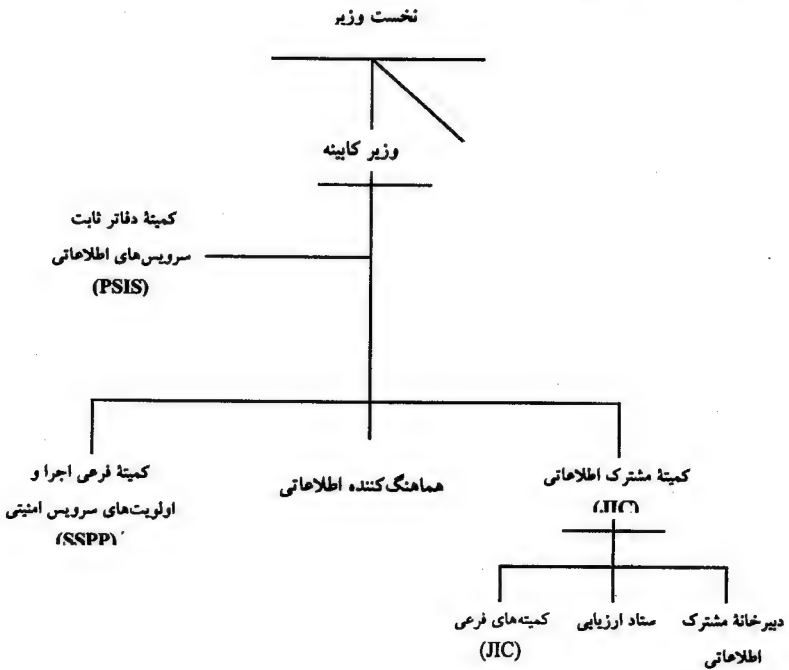 نخست وزیر
وزیر کابینه
کمیتهٔ دفاتر ثابت
سرویس‌های اطلاعاتی
(PSIS)
کمیتهٔ فرعی اجرا و
اولویت‌های سرویس امنیتی
(SSPP)
هماهنگ‌کننده اطلاعاتی
کمیتهٔ مشترک اطلاعاتی
(JIC)
دبیرخانهٔ مشترک
اطلاعاتی
ستاد ارزیابی
کمیته‌های فرعی
(JIC)